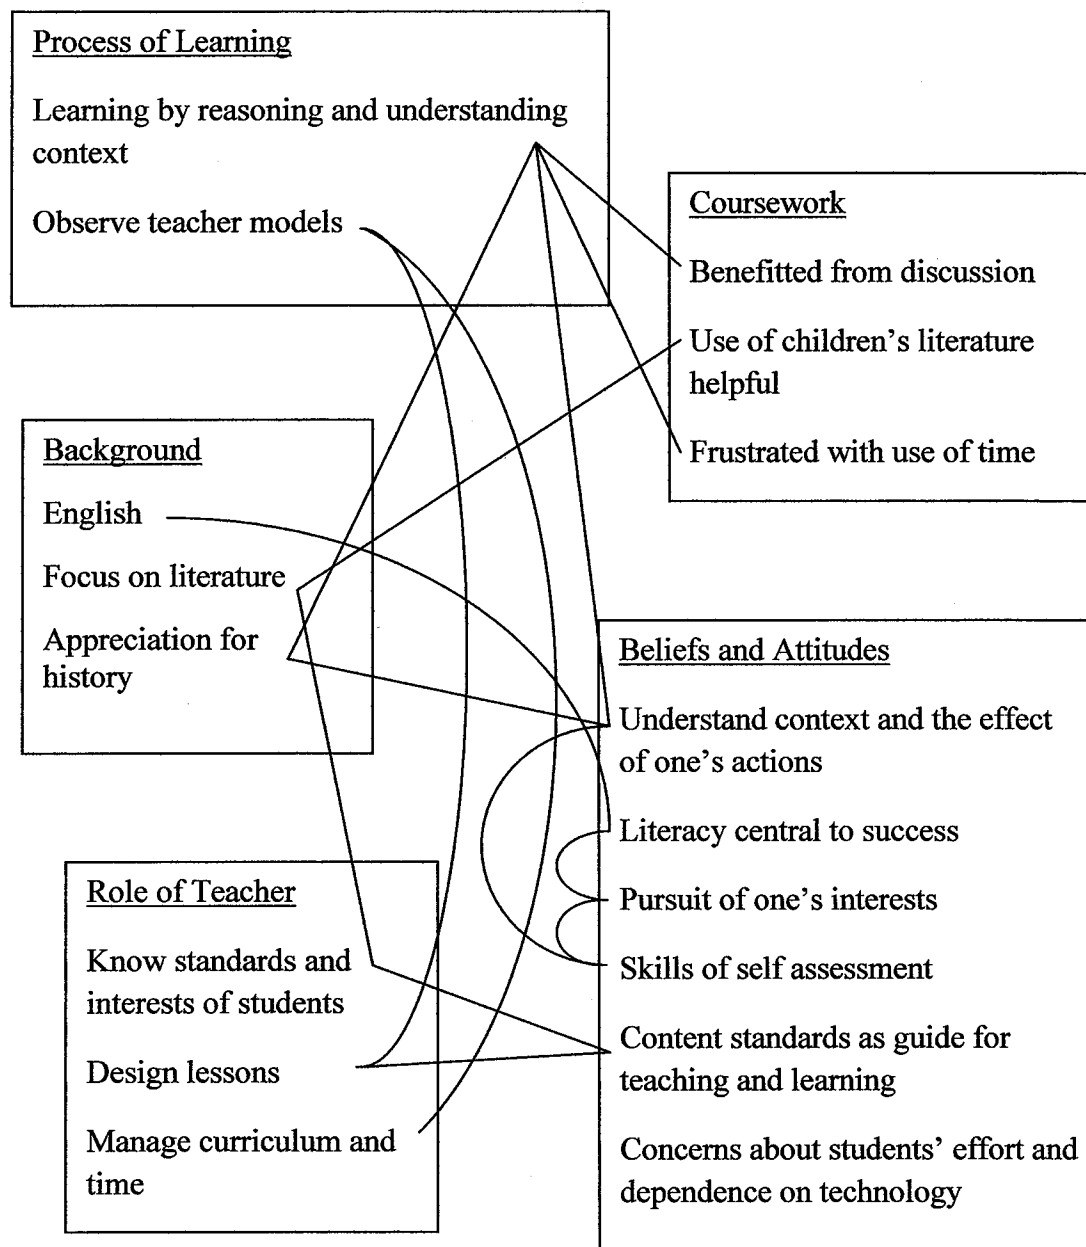 Process of Learning
Learning by reasoning and understanding
context
Observe teacher models
Coursework
Benefitted from discussion
Use of children's literature
helpful
Frustrated with use of time
Background
English
Focus on literature
Appreciation for
history
Beliefs and Attitudes
Understand context and the effect
of one's actions
Literacy central to success
Pursuit of one's interests
Skills of self assessment
Content standards as guide for
teaching and learning
Concerns about students' effort and
dependence on technology
Role of Teacher
Know standards and
interests of students
Design lessons
Manage curriculum and
time